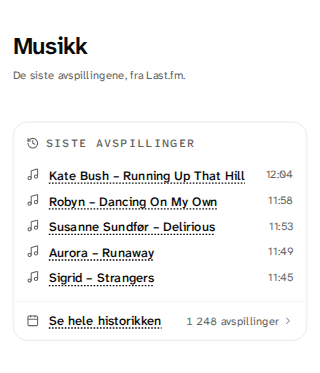 Musikk
De siste avspillingene, fra Last.fm.
SISTE AVSPILLINGER
Kate Bush – Running Up That Hill 12:04
Robyn – Dancing On My Own 11:58
Susanne Sundfør – Delirious 11:53
Aurora – Runaway 11:49
Sigrid – Strangers 11:45
Se hele historikken 1 248 avspillinger